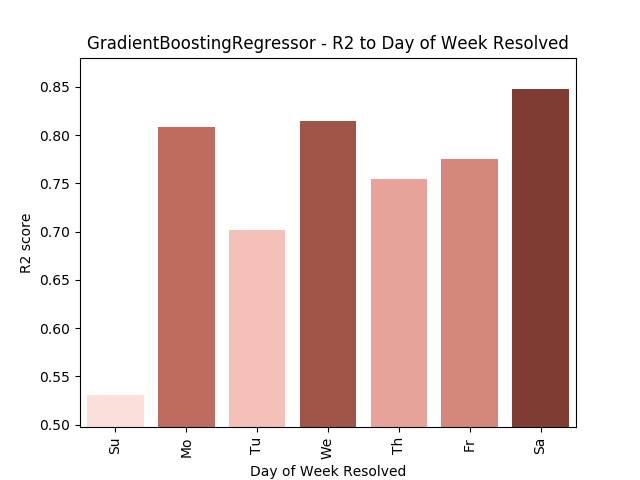 GradientBoostingRegressor - R2 to Day of Week Resolved
0.85
0.80
0.75
0.70
0.65
0.60
0.55
0.50
R2 score
Su
Mo
Tu
We
Th
Fr
Sa
Day of Week Resolved